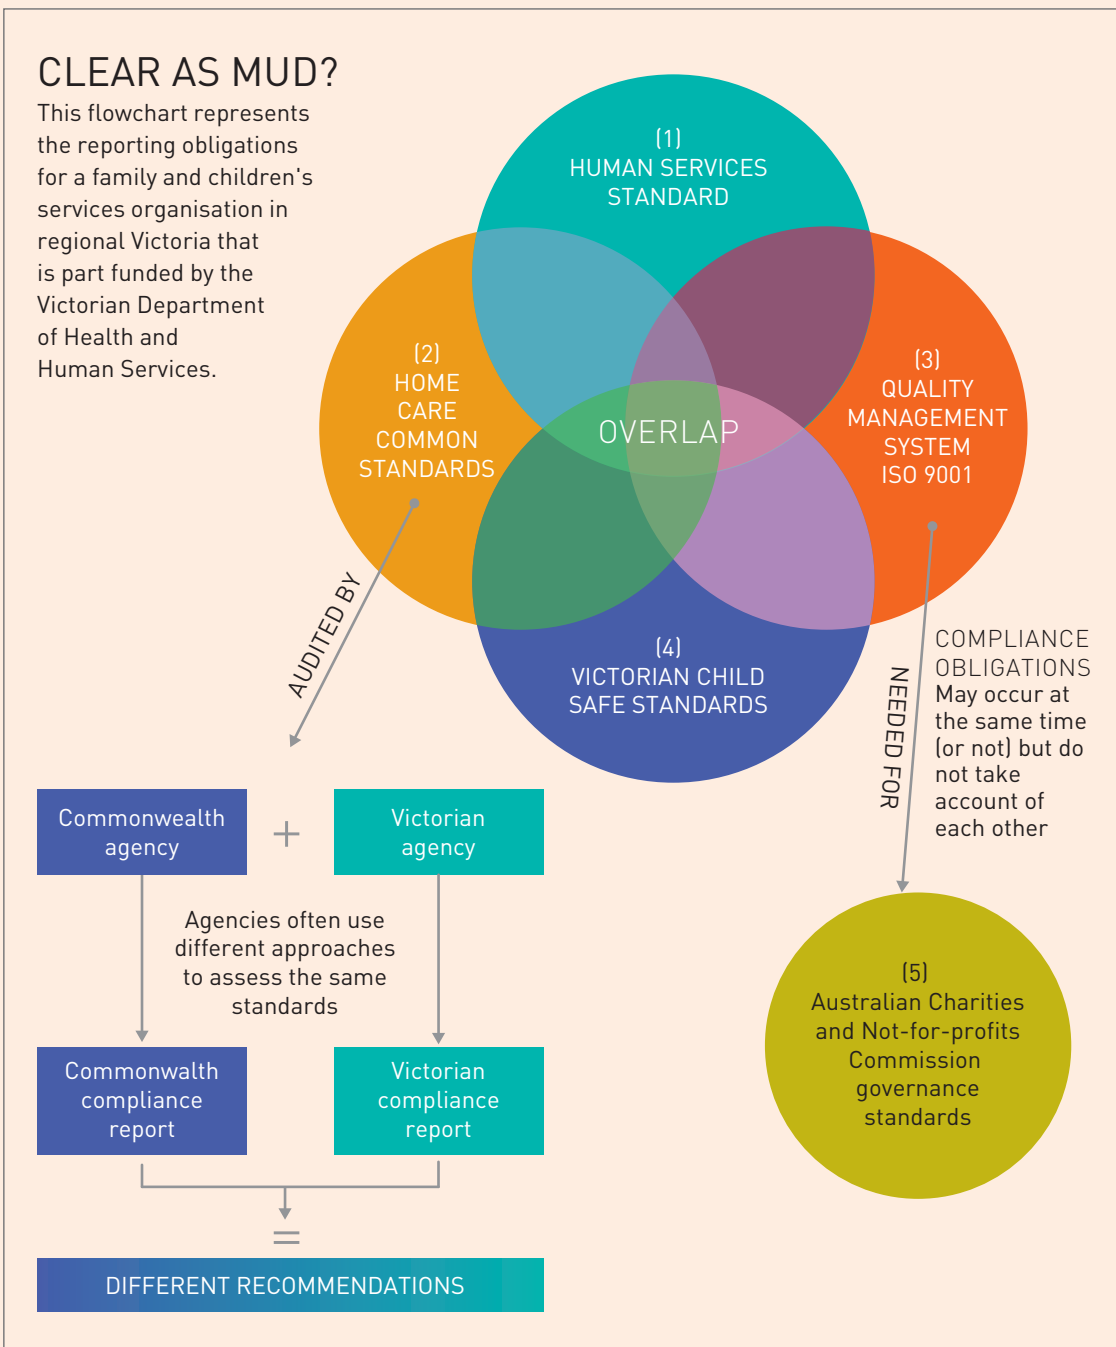 CLEAR AS MUD?
This flowchart represents
the reporting obligations
for a family and children's
services organisation in
regional Victoria that
is part funded by the
Victorian Department
of Health and
Human Services.
(1)
HUMAN SERVICES
STANDARD
(2)
HOME
CARE
COMMON
STANDARDS
OVERLAP
(3)
QUALITY
MANAGEMENT
SYSTEM
ISO 9001
(4)
VICTORIAN CHILD
SAFE STANDARDS
AUDITED BY
NEEDED FOR
COMPLIANCE
OBLIGATIONS
May occur at
the same time
(or not) but do
not take
account of
each other
Commonwealth
agency
+
Victorian
agency
Agencies often use
different approaches
to assess the same
standards
Commonwalth
compliance
report
Victorian
compliance
report
=
DIFFERENT RECOMMENDATIONS
(5)
Australian Charities
and Not-for-profits
Commission
governance
standards